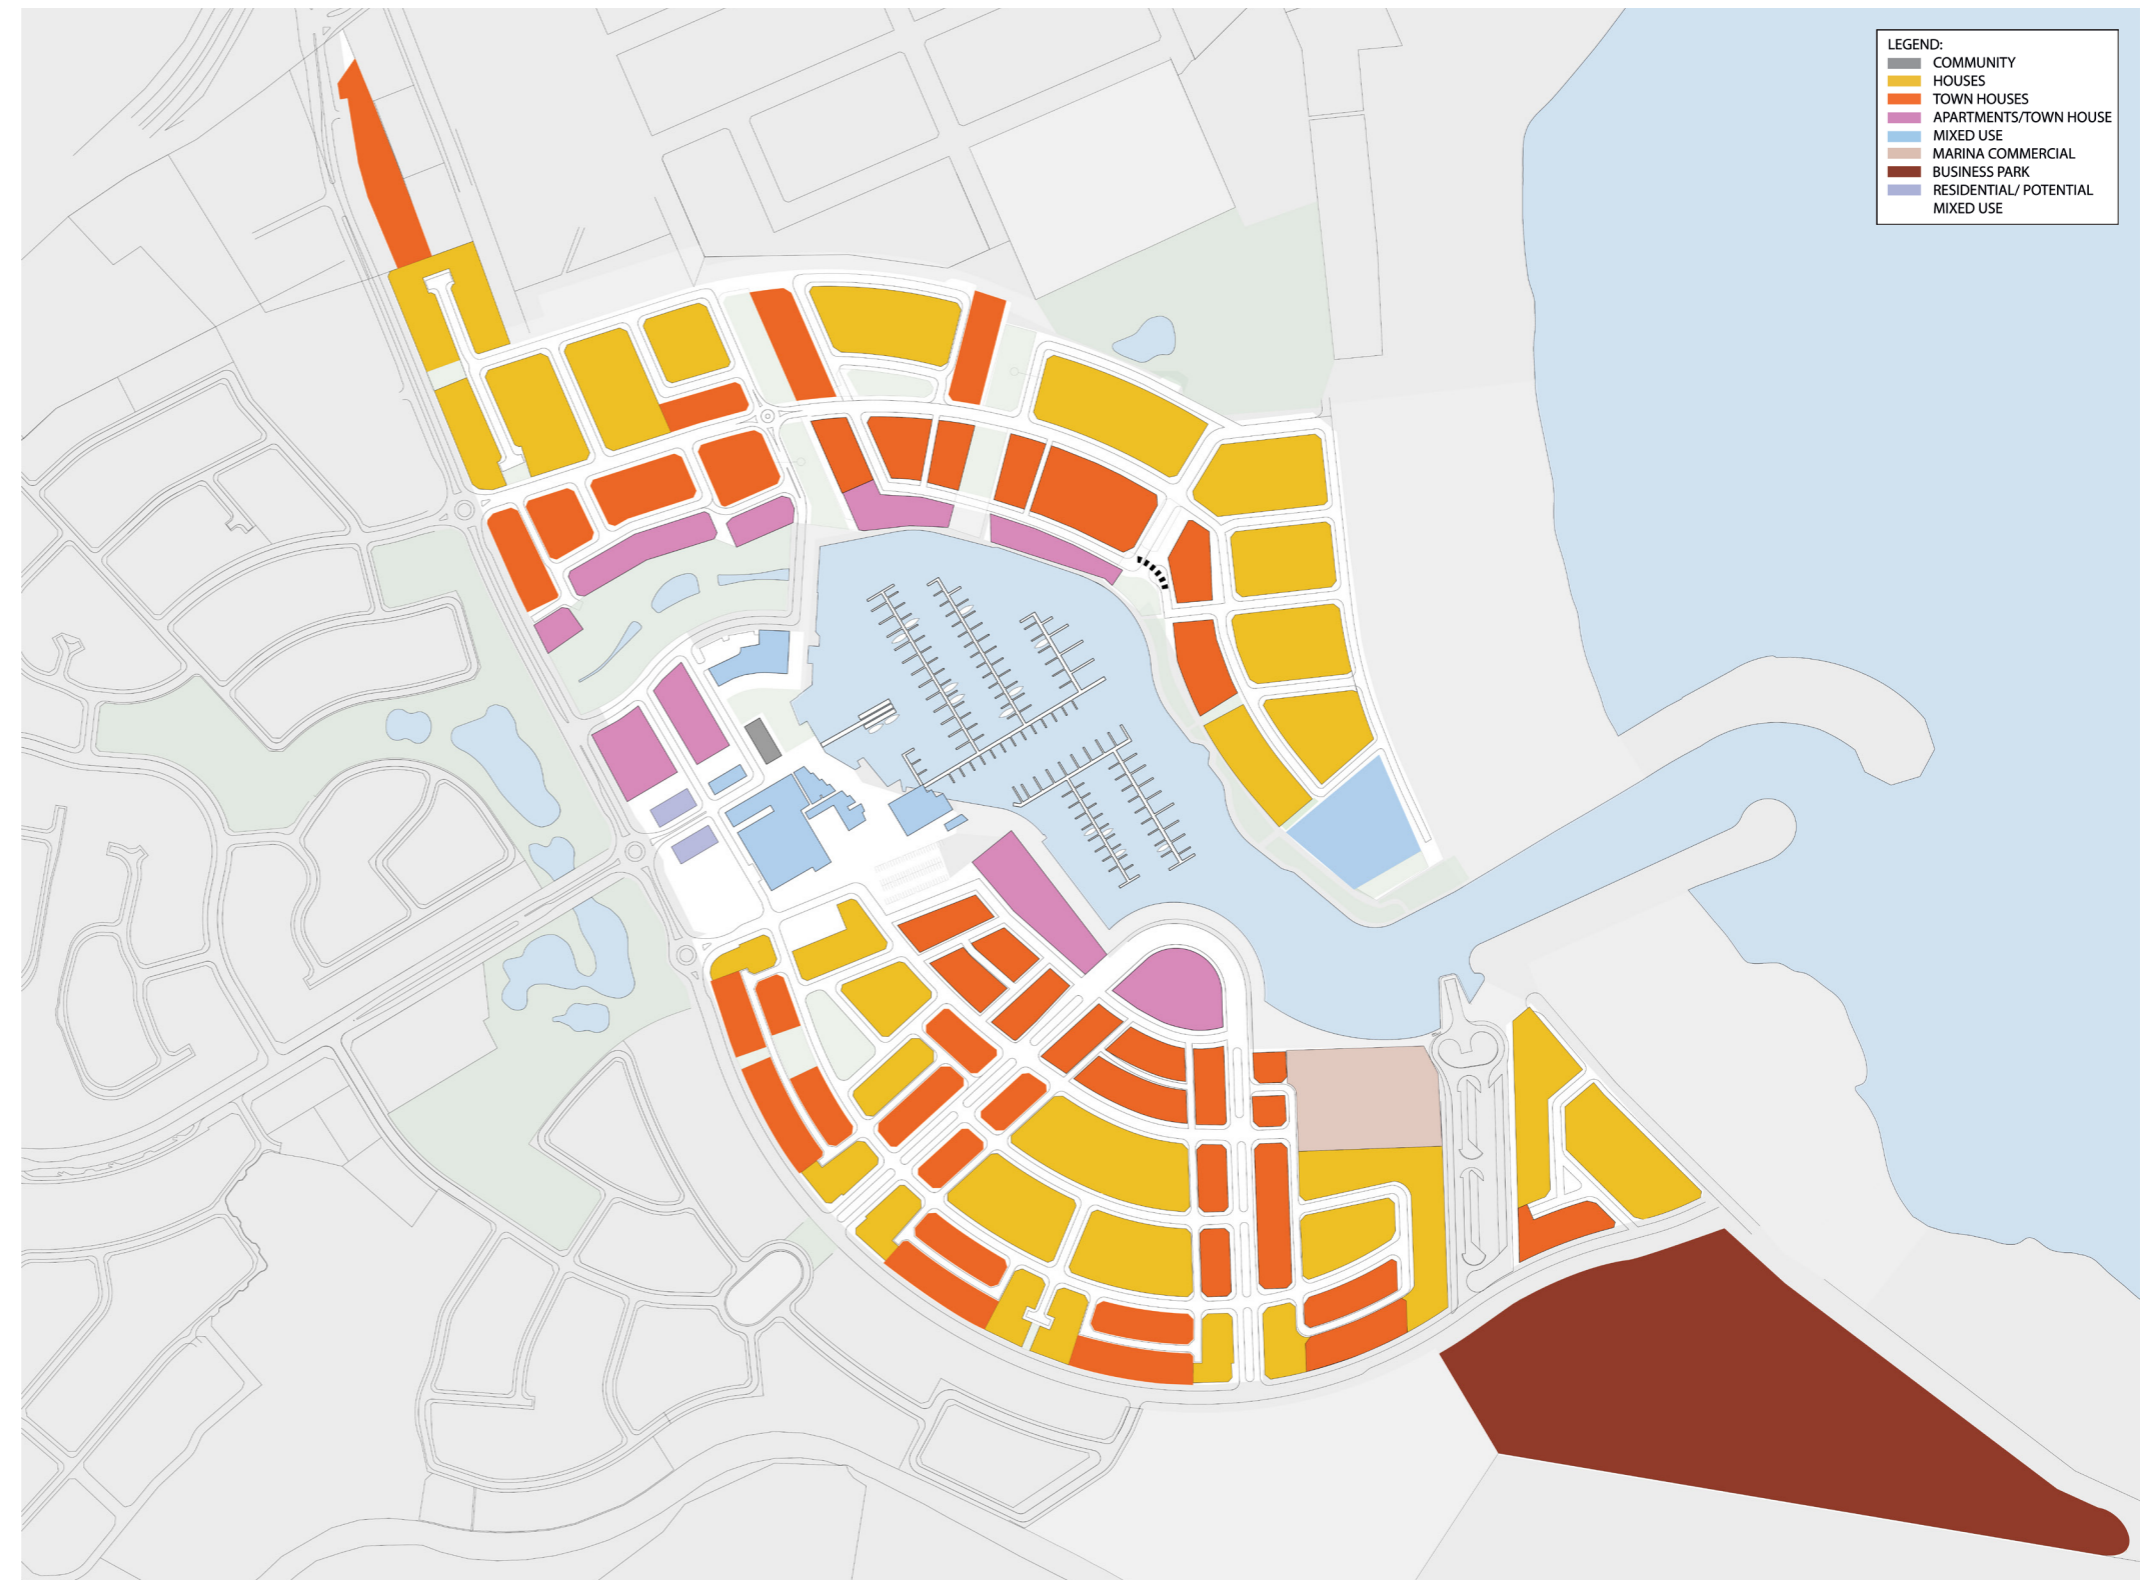 LEGEND:
COMMUNITY
HOUSES
TOWN HOUSES
APARTMENTS/TOWN HOUSE
MIXED USE
MARINA COMMERCIAL
BUSINESS PARK
RESIDENTIAL/ POTENTIAL
MIXED USE